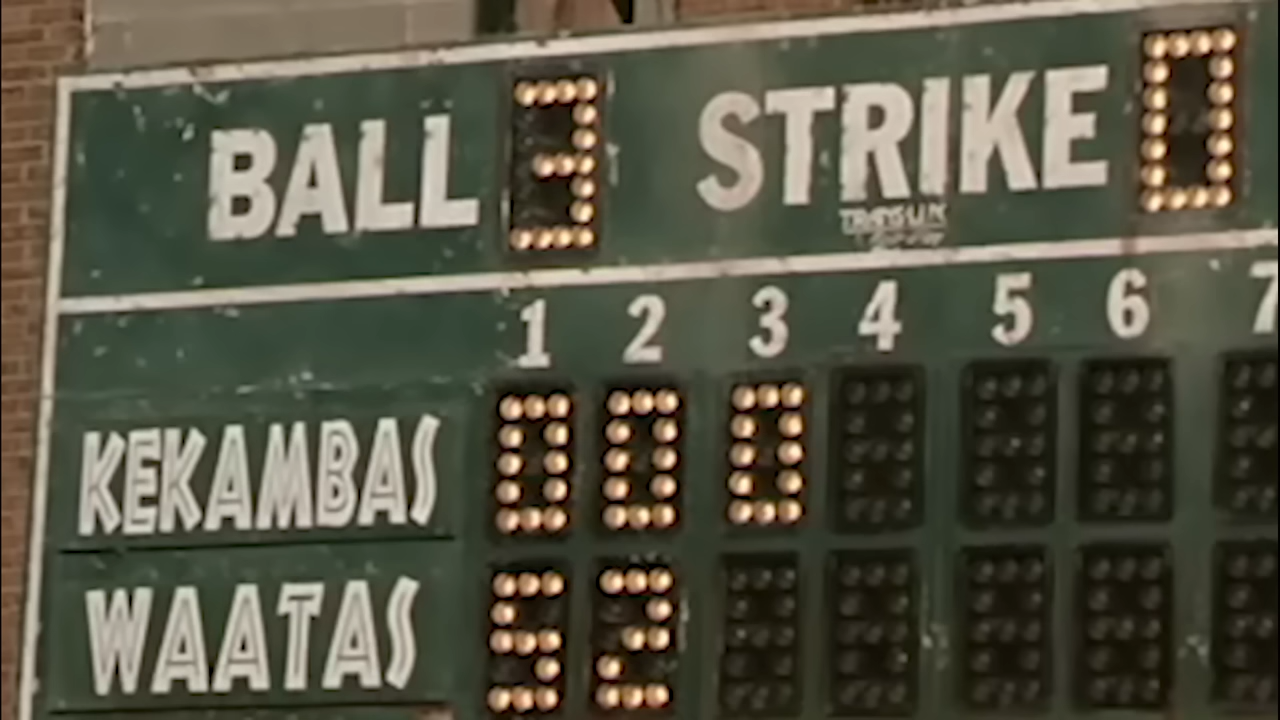 BALL 3 STRIKE 0
1 2 3 4 5 6 7
KEKAMBAS 0 0 0
WAATAS 5 2